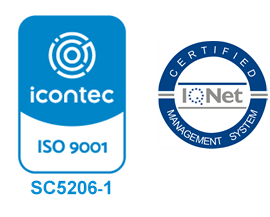 icontec
ISO 9001
SC5206-1
CERTIFIED
IQNet
MANAGEMENT SYSTEM